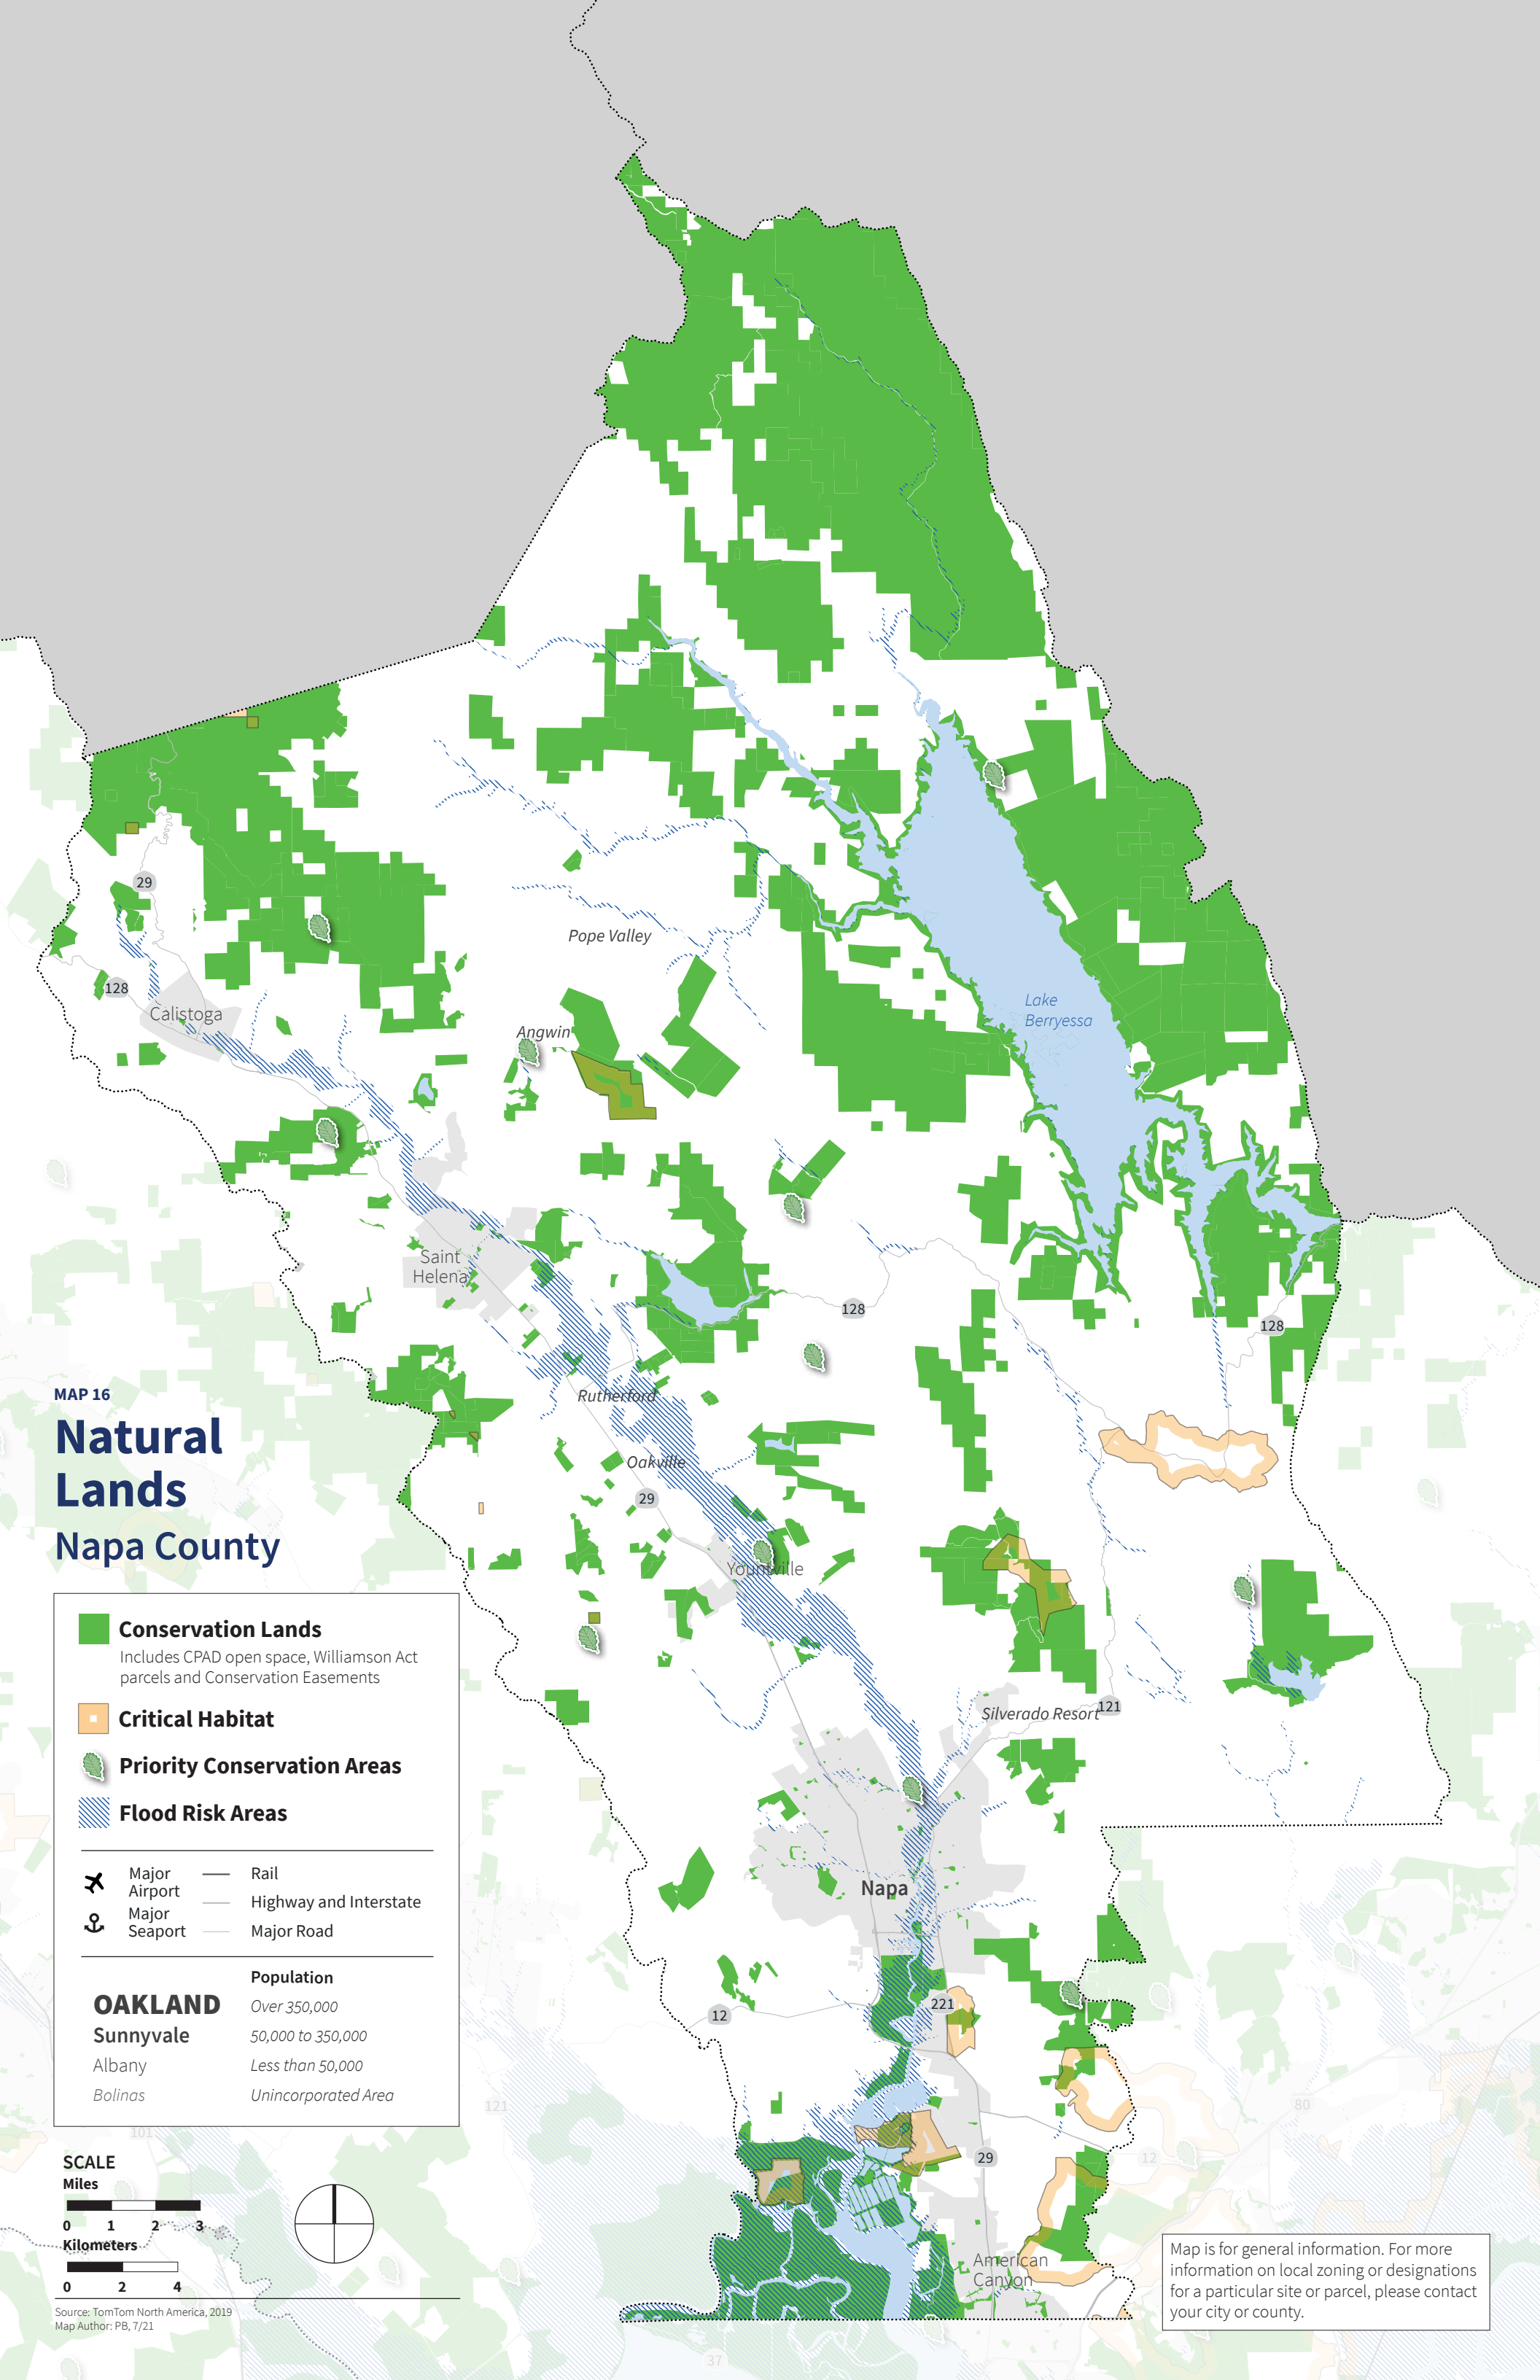 29
Pope Valley
128
Calistoga
Angwin
Lake
Berryessa
Saint
Helena
128
128
Rutherford
MAP 16
Natural
Lands
Napa County
Oakville
29
Yountville
Conservation Lands
Includes CPAD open space, Williamson Act
parcels and Conservation Easements
Critical Habitat
Priority Conservation Areas
Flood Risk Areas
Silverado Resort
121
Major
Airport
Rail
Highway and Interstate
Major
Seaport
Major Road
Napa
Population
OAKLAND
Over 350,000
Sunnyvale
50,000 to 350,000
Albany
Less than 50,000
Bolinas
Unincorporated Area
12
221
121
80
101
12
29
SCALE
Miles
0 1 2 3
Kilometers
0 2 4
American
Canyon
Map is for general information. For more
information on local zoning or designations
for a particular site or parcel, please contact
your city or county.
Source: TomTom North America, 2019
Map Author: PB, 7/21
37